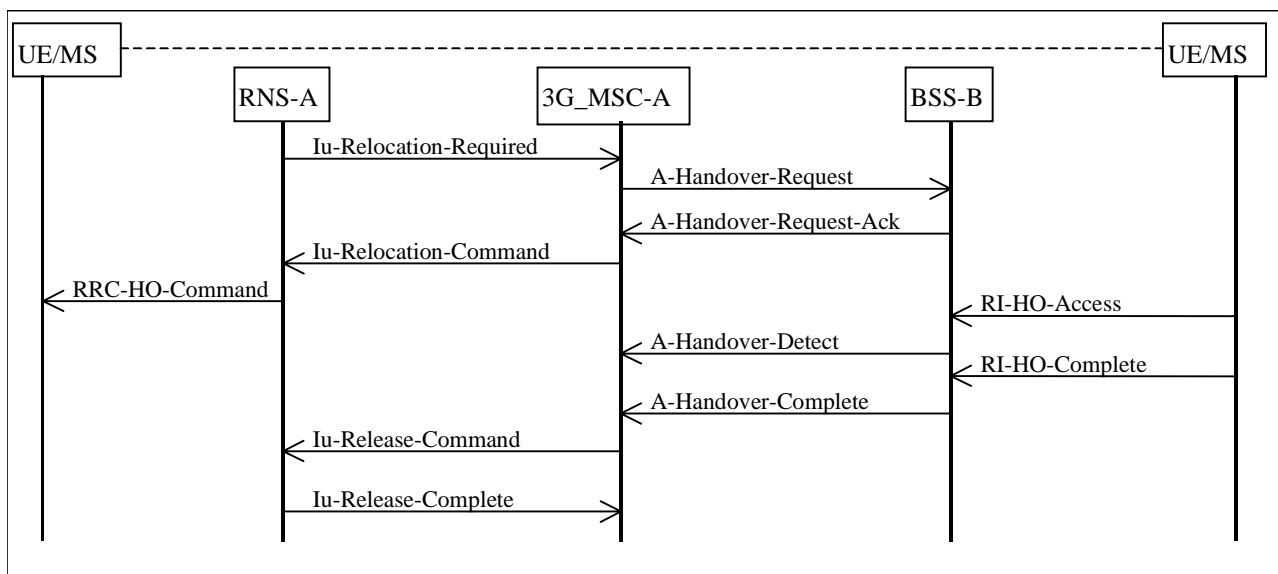 UE/MS
UE/MS
RNS-A
3G_MSC-A
BSS-B
Iu-Relocation-Required
A-Handover-Request
A-Handover-Request-Ack
Iu-Relocation-Command
RRC-HO-Command
RI-HO-Access
A-Handover-Detect
RI-HO-Complete
A-Handover-Complete
Iu-Release-Command
Iu-Release-Complete